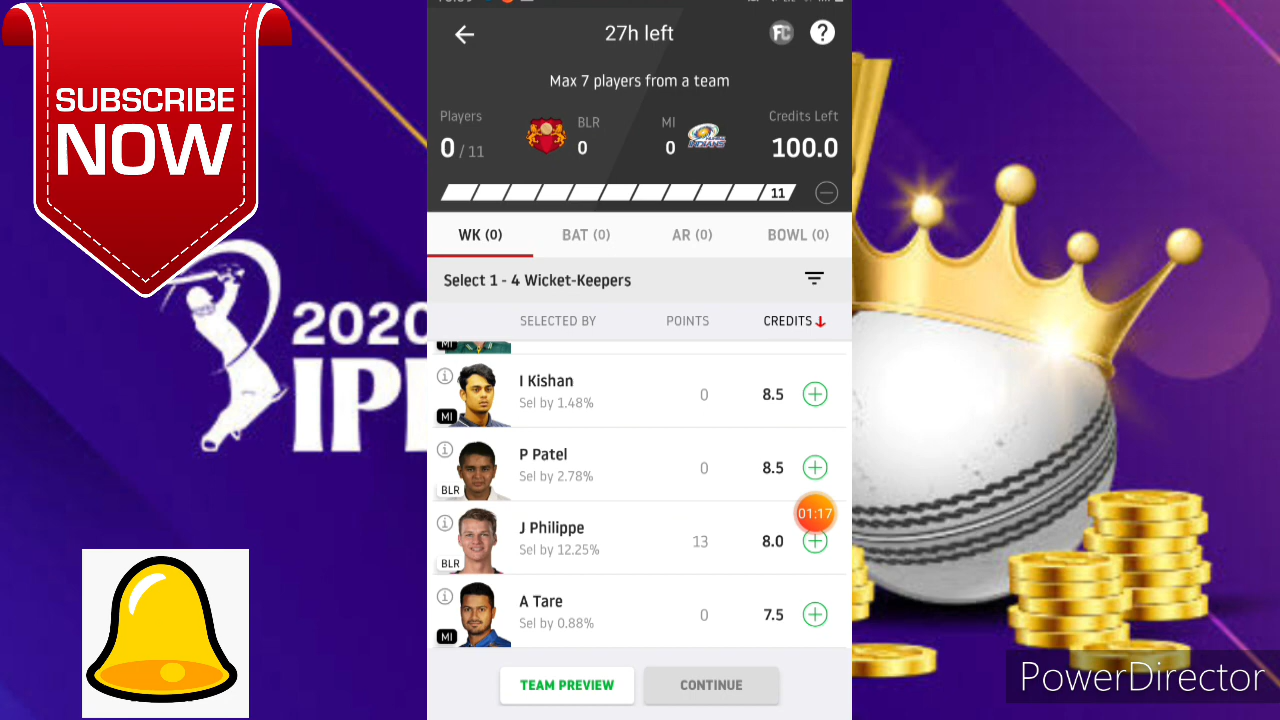 SUBSCRIBE
NOW
2020
27h left
FC
?
Max 7 players from a team
Players
BLR
MI
Credits Left
0 / 11
0
0
100.0
INDIANS
11
WK (0)
BAT (0)
AR (0)
BOWL (0)
Select 1 - 4 Wicket-Keepers
SELECTED BY
POINTS
CREDITS
MI
I Kishan
Sel by 1.48%
0
8.5
MI
P Patel
Sel by 2.78%
0
8.5
BLR
01:17
J Philippe
Sel by 12.25%
13
8.0
BLR
A Tare
Sel by 0.88%
0
7.5
MI
TEAM PREVIEW
CONTINUE
PowerDirector